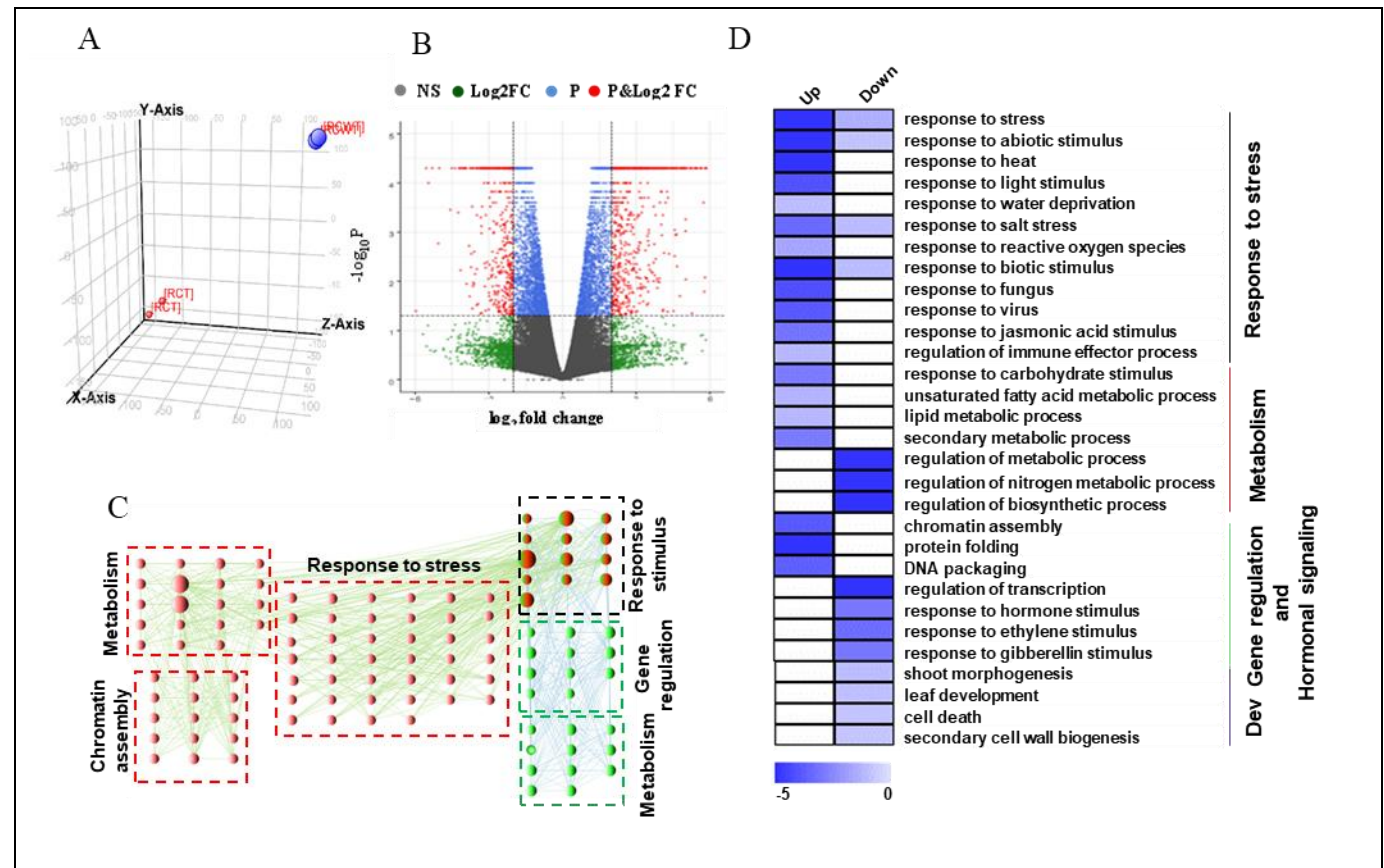 A
B
D
Y-Axis
Z-Axis
X-Axis
[RCT]
[RCT]
NS
Log2FC
P
P&Log2 FC
-log10P
log2 fold change
Up
Down
response to stress
response to abiotic stimulus
response to heat
response to light stimulus
response to water deprivation
response to salt stress
response to reactive oxygen species
response to biotic stimulus
response to fungus
response to virus
response to jasmonic acid stimulus
regulation of immune effector process
response to carbohydrate stimulus
unsaturated fatty acid metabolic process
lipid metabolic process
secondary metabolic process
regulation of metabolic process
regulation of nitrogen metabolic process
regulation of biosynthetic process
chromatin assembly
protein folding
DNA packaging
regulation of transcription
response to hormone stimulus
response to ethylene stimulus
response to gibberellin stimulus
shoot morphogenesis
leaf development
cell death
secondary cell wall biogenesis
Response to stress
Metabolism
Gene regulation
and
Hormonal signaling
Dev
-5
0
C
Metabolism
Chromatin
assembly
Response to stress
Response to
stimulus
Gene
regulation
Metabolism